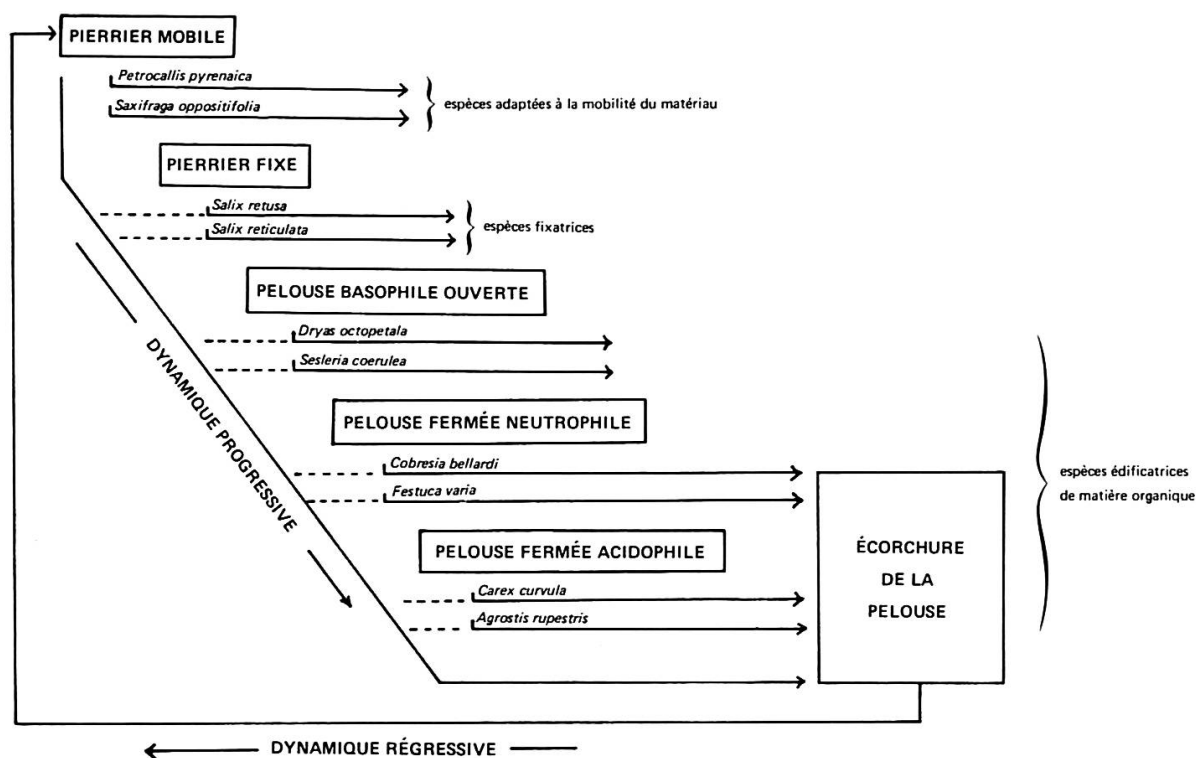 PIERRIER MOBILE
Petrocallis pyrenaica
Saxifraga oppositifolia
espèces adaptées à la mobilité du matériau
PIERRIER FIXE
Salix retusa
Salix reticulata
espèces fixatrices
PELOUSE BASOPHILE OUVERTE
Dryas octopetala
Sesleria coerulea
DYNAMIQUE PROGRESSIVE
PELOUSE FERMÉE NEUTROPHILE
Cobresia bellardi
Festuca varia
espèces édificatrices
de matière organique
PELOUSE FERMÉE ACIDOPHILE
Carex curvula
Agrostis rupestris
ÉCORCHURE
DE LA
PELOUSE
DYNAMIQUE RÉGRESSIVE